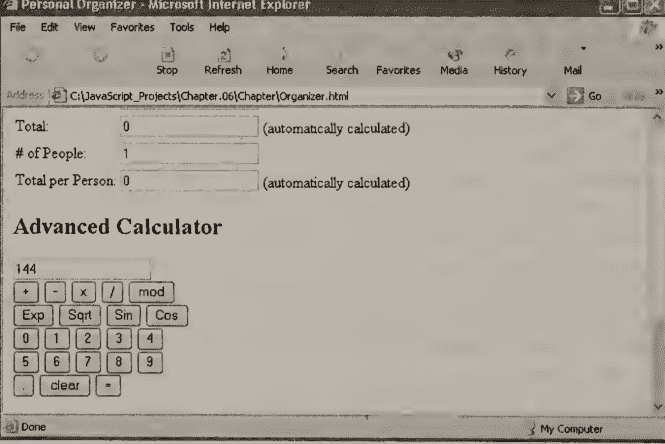 Personal Organizer - Microsoft Internet Explorer
File Edit View Favorites Tools Help
Stop Refresh Home Search Favorites Media History Mail
Address C:\JavaScript_Projects\Chapter.06\Chapter\Organizer.html Go
Total: 0 (automatically calculated)
# of People: 1
Total per Person: 0 (automatically calculated)
Advanced Calculator
144
+ - x / mod
Exp Sqrt Sin Cos
0 1 2 3 4
5 6 7 8 9
. clear =
Done My Computer